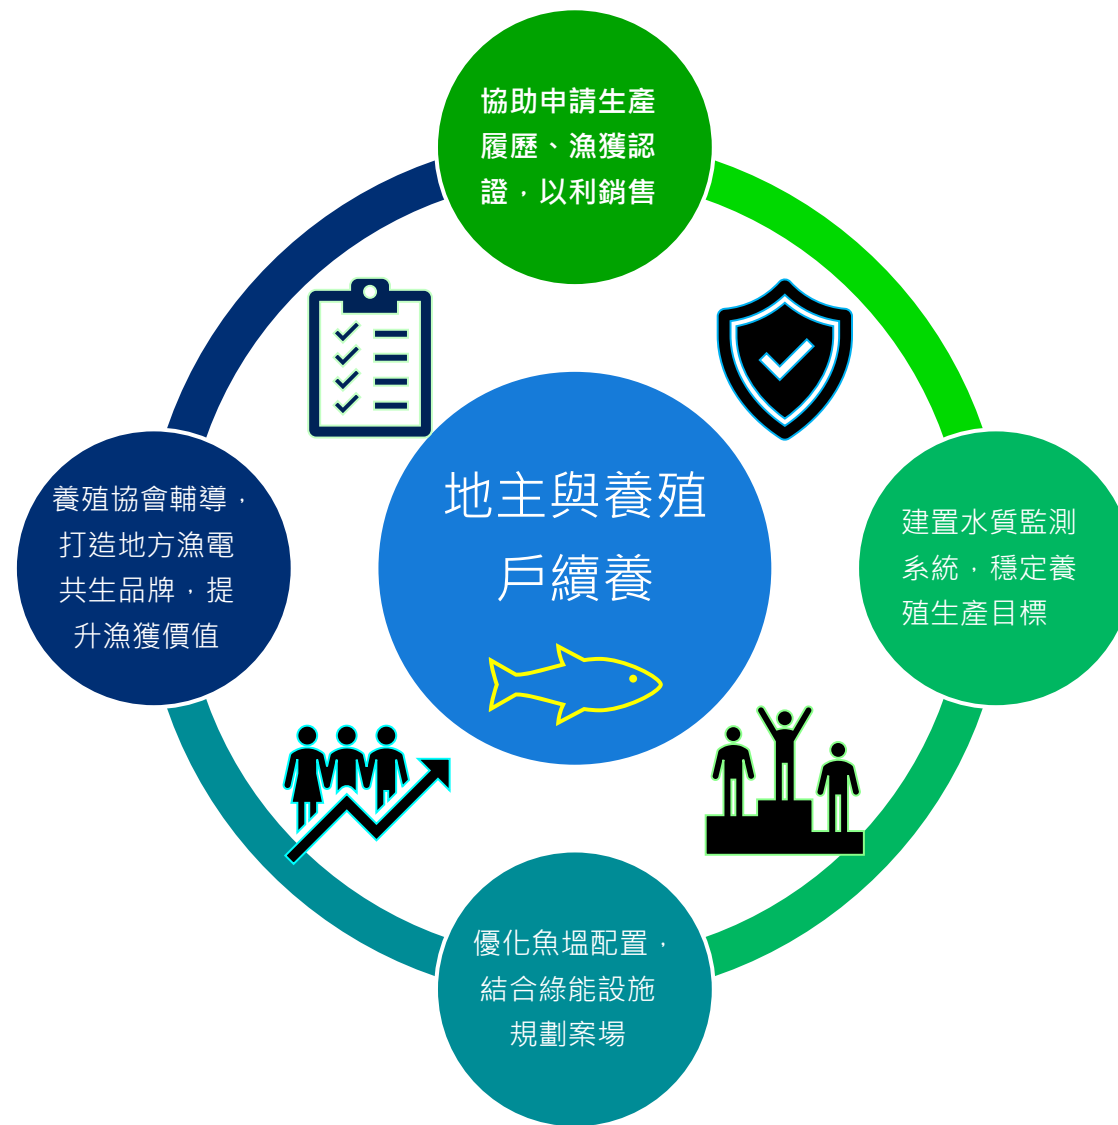 協助申請生產
履歷、漁獲認
證，以利銷售
地主與養殖
戶續養
養殖協會輔導，
打造地方漁電
共生品牌，提
升漁獲價值
建置水質監測
系統，穩定養
殖生產目標
優化魚塭配置，
結合綠能設施
規劃案場